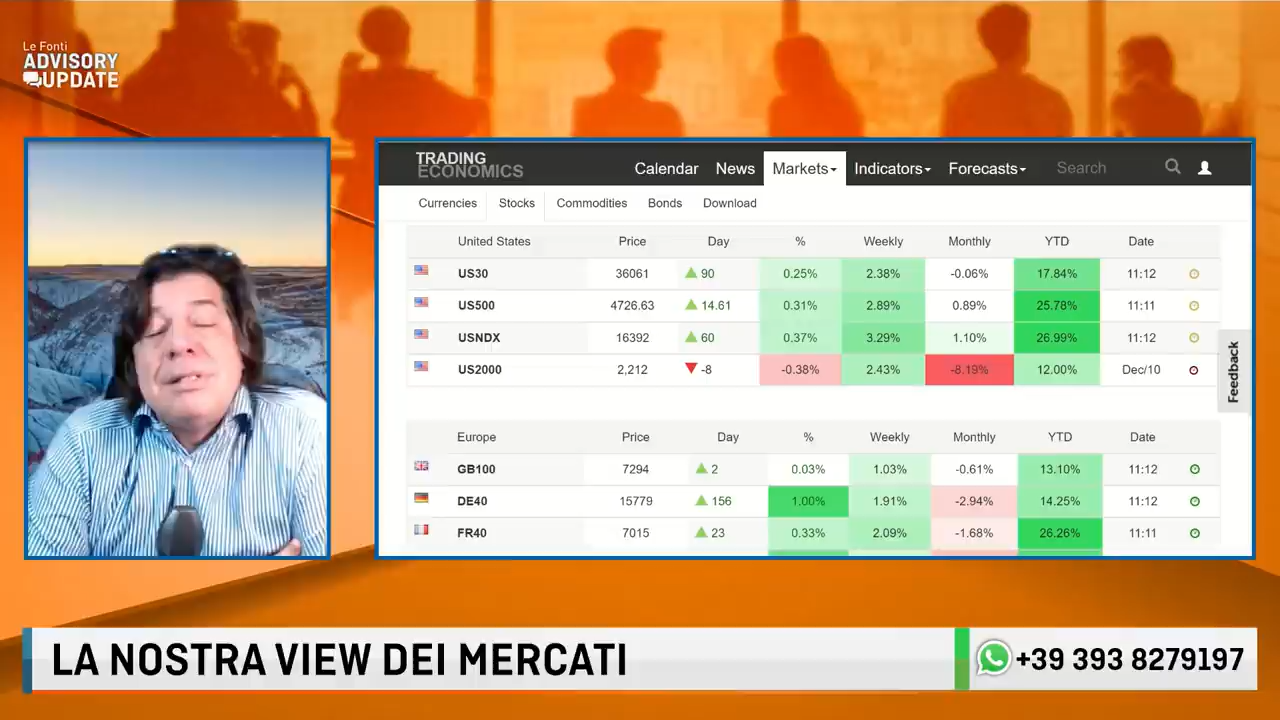 Le Fonti
ADVISORY
UPDATE
TRADING
ECONOMICS
Calendar News Markets Indicators Forecasts Search
Currencies Stocks Commodities Bonds Download
United States Price Day % Weekly Monthly YTD Date
US30 36061 90 0.25% 2.38% -0.06% 17.84% 11:12
US500 4726.63 14.61 0.31% 2.89% 0.89% 25.78% 11:11
USNDX 16392 60 0.37% 3.29% 1.10% 26.99% 11:12
US2000 2,212 -8 -0.38% 2.43% -8.19% 12.00% Dec/10
Feedback
Europe Price Day % Weekly Monthly YTD Date
GB100 7294 2 0.03% 1.03% -0.61% 13.10% 11:12
DE40 15779 156 1.00% 1.91% -2.94% 14.25% 11:12
FR40 7015 23 0.33% 2.09% -1.68% 26.26% 11:11
LA NOSTRA VIEW DEI MERCATI
+39 393 8279197